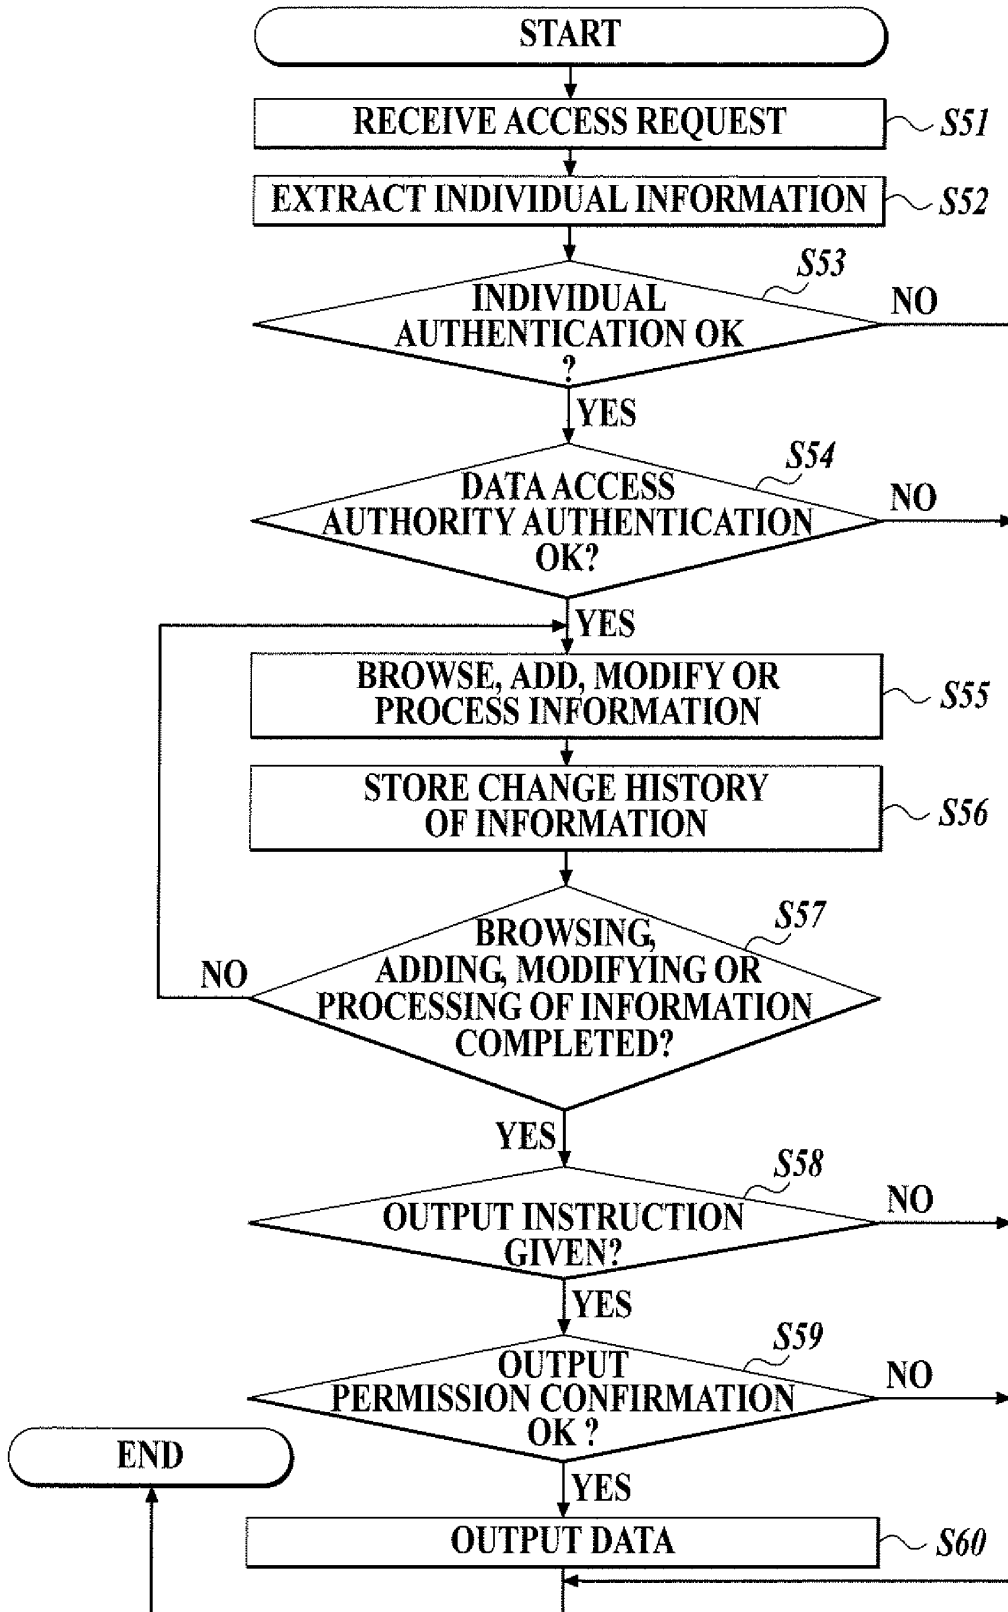 START
RECEIVE ACCESS REQUEST
S51
EXTRACT INDIVIDUAL INFORMATION
S52
S53
INDIVIDUAL
AUTHENTICATION OK
?
NO
YES
S54
DATA ACCESS
AUTHORITY AUTHENTICATION
OK?
NO
YES
BROWSE, ADD, MODIFY OR
PROCESS INFORMATION
S55
STORE CHANGE HISTORY
OF INFORMATION
S56
S57
BROWSING,
ADDING, MODIFYING OR
PROCESSING OF INFORMATION
COMPLETED?
NO
YES
S58
OUTPUT INSTRUCTION
GIVEN?
NO
YES
S59
OUTPUT
PERMISSION CONFIRMATION
OK ?
NO
END
YES
OUTPUT DATA
S60